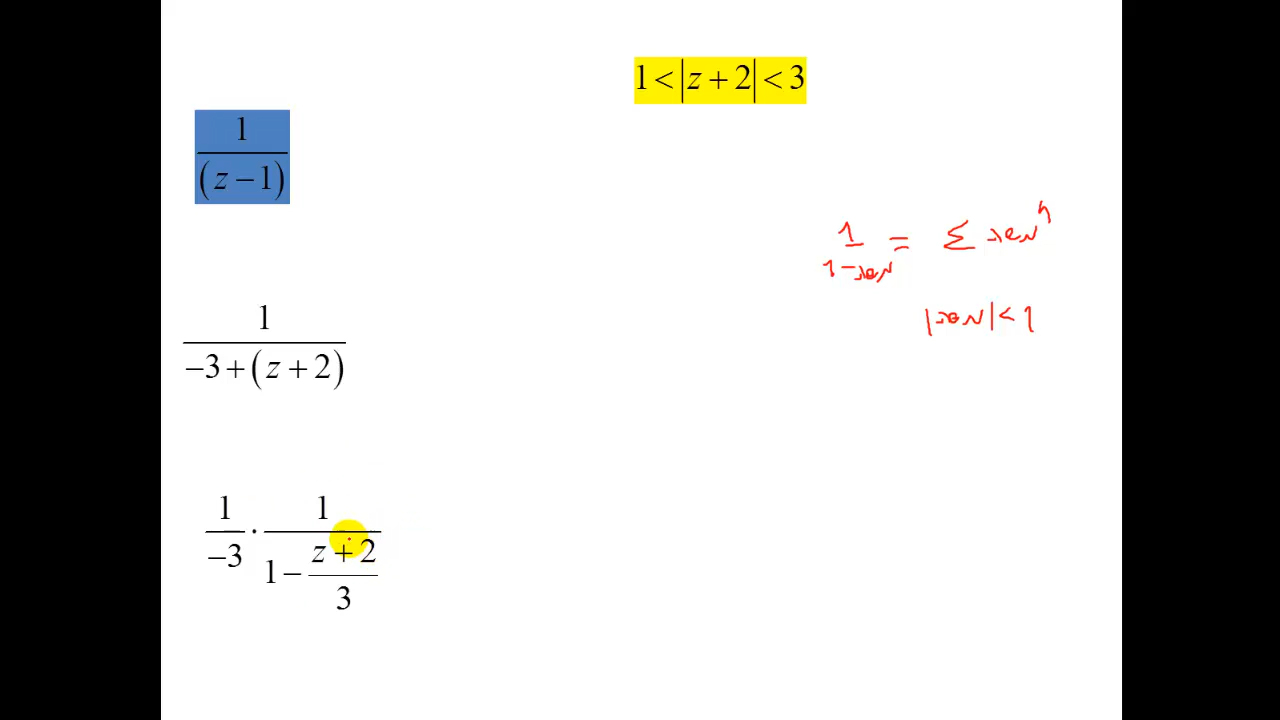 1<|z+2|<3
1
(z−1)
1
−3+(z+2)
1/−3 · 1/(1−(z+2)/3)